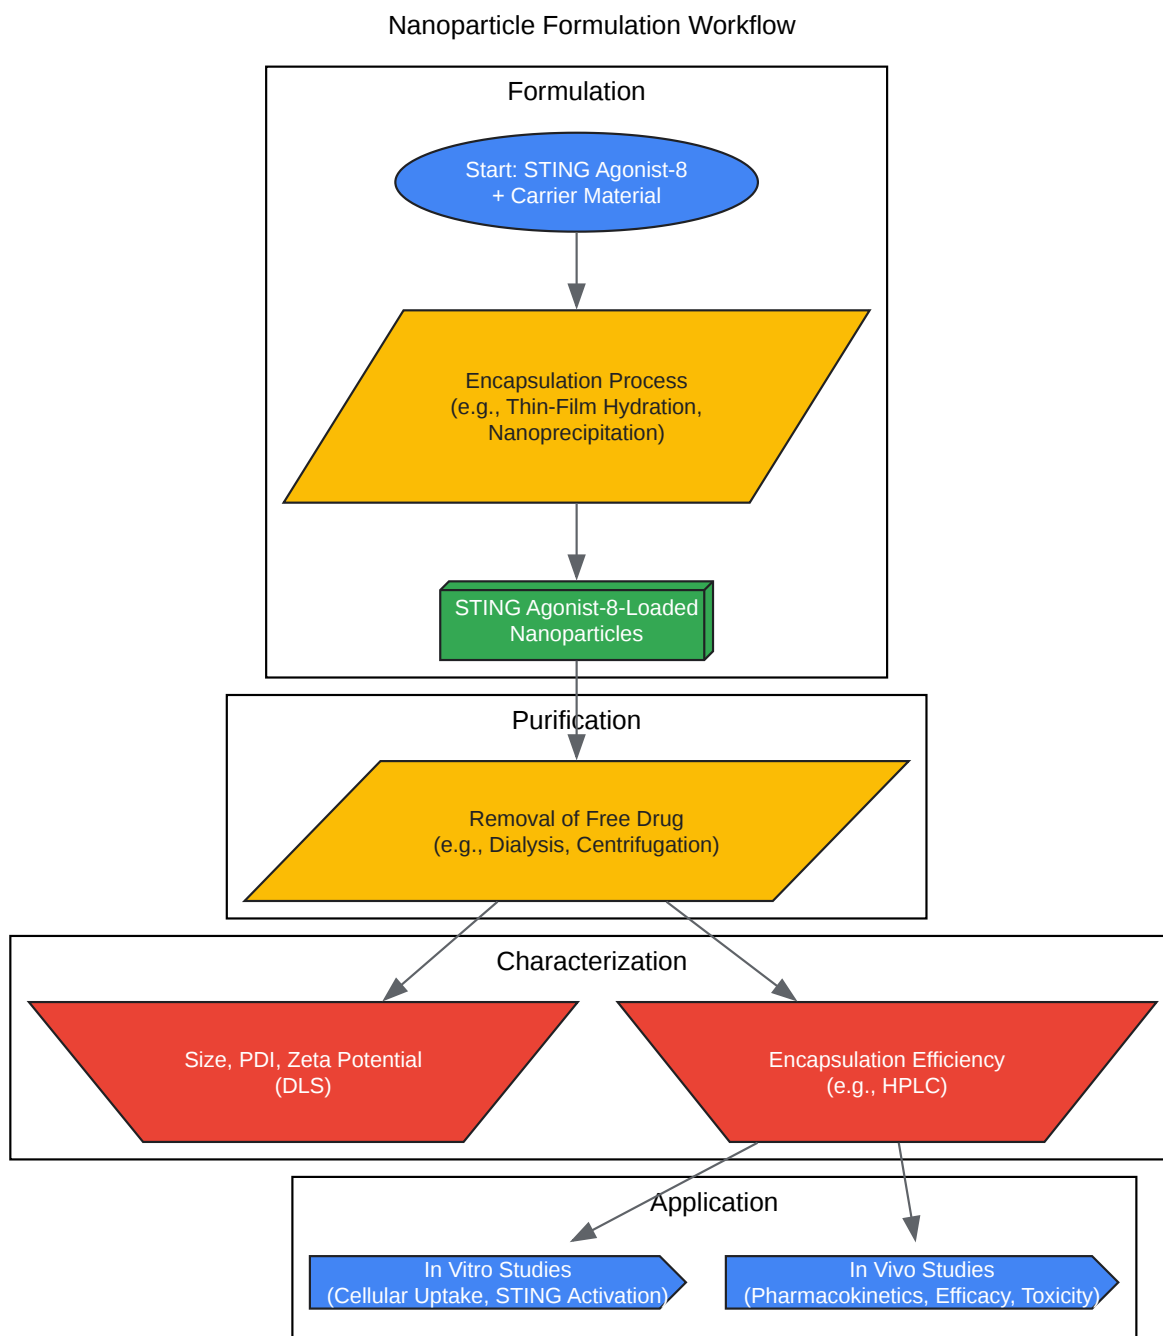 Nanoparticle Formulation Workflow
Formulation
Start: STING Agonist-8
+ Carrier Material
Encapsulation Process
(e.g., Thin-Film Hydration,
Nanoprecipitation)
STING Agonist-8-Loaded
Nanoparticles
Purification
Removal of Free Drug
(e.g., Dialysis, Centrifugation)
Characterization
Size, PDI, Zeta Potential
(DLS)
Encapsulation Efficiency
(e.g., HPLC)
Application
In Vitro Studies
(Cellular Uptake, STING Activation)
In Vivo Studies
(Pharmacokinetics, Efficacy, Toxicity)